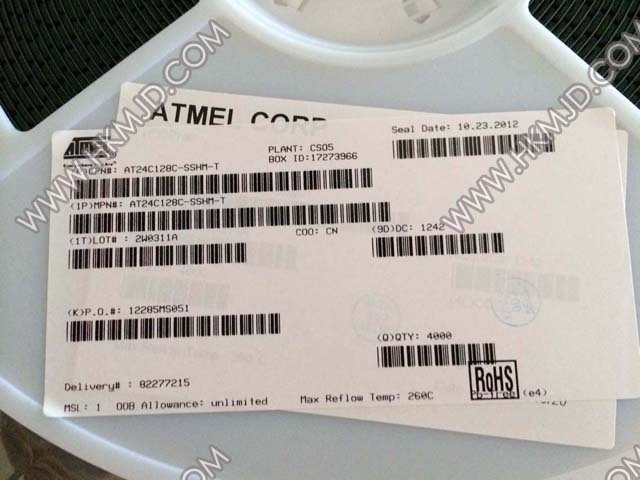 ATMEL CORP
Seal Date: 10.23.2012
PLANT: CS05
BOX ID:17273966
CPN#: AT24C128C-SSHM-T
(1P)MPN#: AT24C128C-SSHM-T
(1T)LOT# : 2W0311A
COO: CN
(9D)DC: 1242
(K)P.O.#: 12285MS051
(Q)QTY: 4000
RoHS
Pb-Free (e4)
Delivery# : 82277215
MSL: 1 OOB Allowance: unlimited Max Reflow Temp: 260C
WWW.HKMJD.COM
WWW.HKMJD.COM
WWW.HKMJD.COM